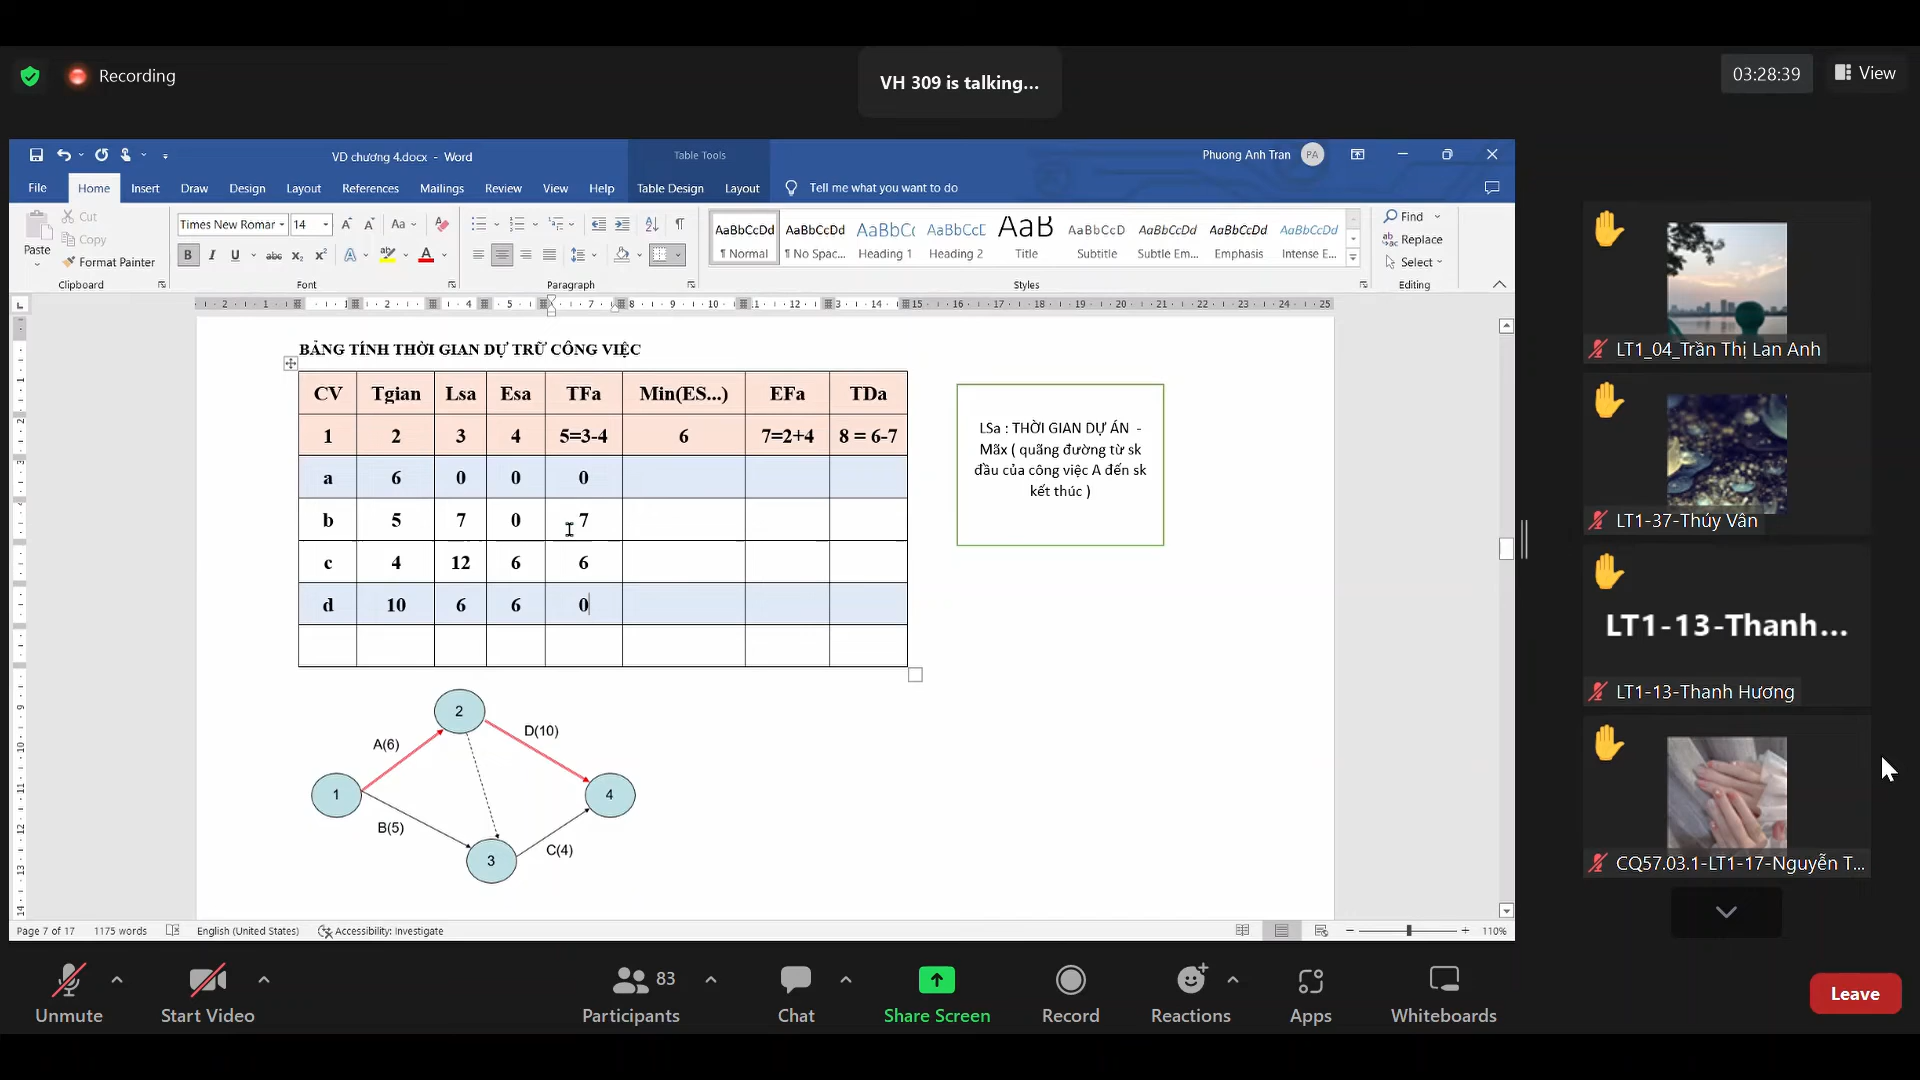 Recording
VH 309 is talking...
03:28:39
View
VD chương 4.docx - Word
Table Tools
Phuong Anh Tran
PA
File
Home
Insert
Draw
Design
Layout
References
Mailings
Review
View
Help
Table Design
Layout
Tell me what you want to do
Paste
Cut
Copy
Format Painter
Clipboard
Times New Roman
14
Font
Paragraph
AaBbCcDd AaBbCcDd AaBbCc AaBbCcD AaB AaBbCcD AaBbCcDd AaBbCcDd AaBbCcDd
¶ Normal
¶ No Spac...
Heading 1
Heading 2
Title
Subtitle
Subtle Em...
Emphasis
Intense E...
Styles
Find
Replace
Select
Editing
BẢNG TÍNH THỜI GIAN DỰ TRỮ CÔNG VIỆC
CV Tgian Lsa Esa TFa Min(ES...) EFa TDa
1 2 3 4 5=3-4 6 7=2+4 8 = 6-7
a 6 0 0 0
b 5 7 0 7
c 4 12 6 6
d 10 6 6 0
LSa : THỜI GIAN DỰ ÁN -
Mãx ( quãng đường từ sk
đầu của công việc A đến sk
kết thúc )
2
D(10)
A(6)
1
4
B(5)
C(4)
3
Page 7 of 17
1175 words
English (United States)
Accessibility: Investigate
110%
LT1_04_Trần Thị Lan Anh
LT1-37-Thúy Vân
LT1-13-Thanh...
LT1-13-Thanh Hương
CQ57.03.1-LT1-17-Nguyễn T...
Unmute
Start Video
83
Participants
Chat
Share Screen
Record
Reactions
Apps
Whiteboards
Leave